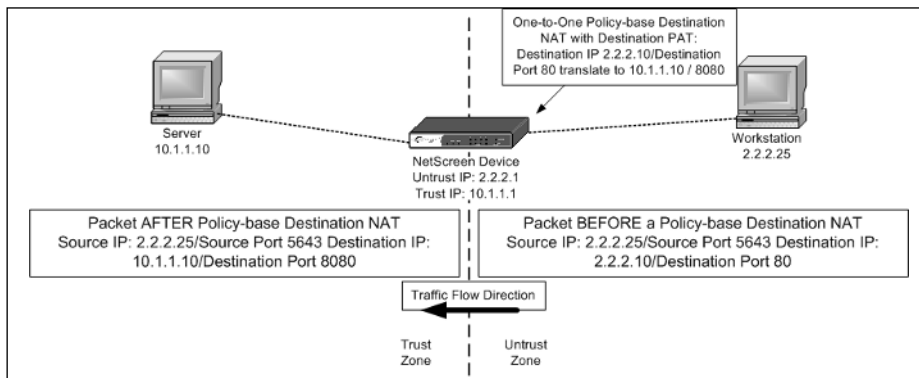 One-to-One Policy-base Destination
NAT with Destination PAT:
Destination IP 2.2.2.10/Destination
Port 80 translate to 10.1.1.10 / 8080
Server
10.1.1.10
Workstation
2.2.2.25
NetScreen Device
Untrust IP: 2.2.2.1
Trust IP: 10.1.1.1
Packet AFTER Policy-base Destination NAT
Source IP: 2.2.2.25/Source Port 5643 Destination IP:
10.1.1.10/Destination Port 8080
Packet BEFORE a Policy-base Destination NAT
Source IP: 2.2.2.25/Source Port 5643 Destination IP:
2.2.2.10/Destination Port 80
Traffic Flow Direction
Trust
Zone
Untrust
Zone